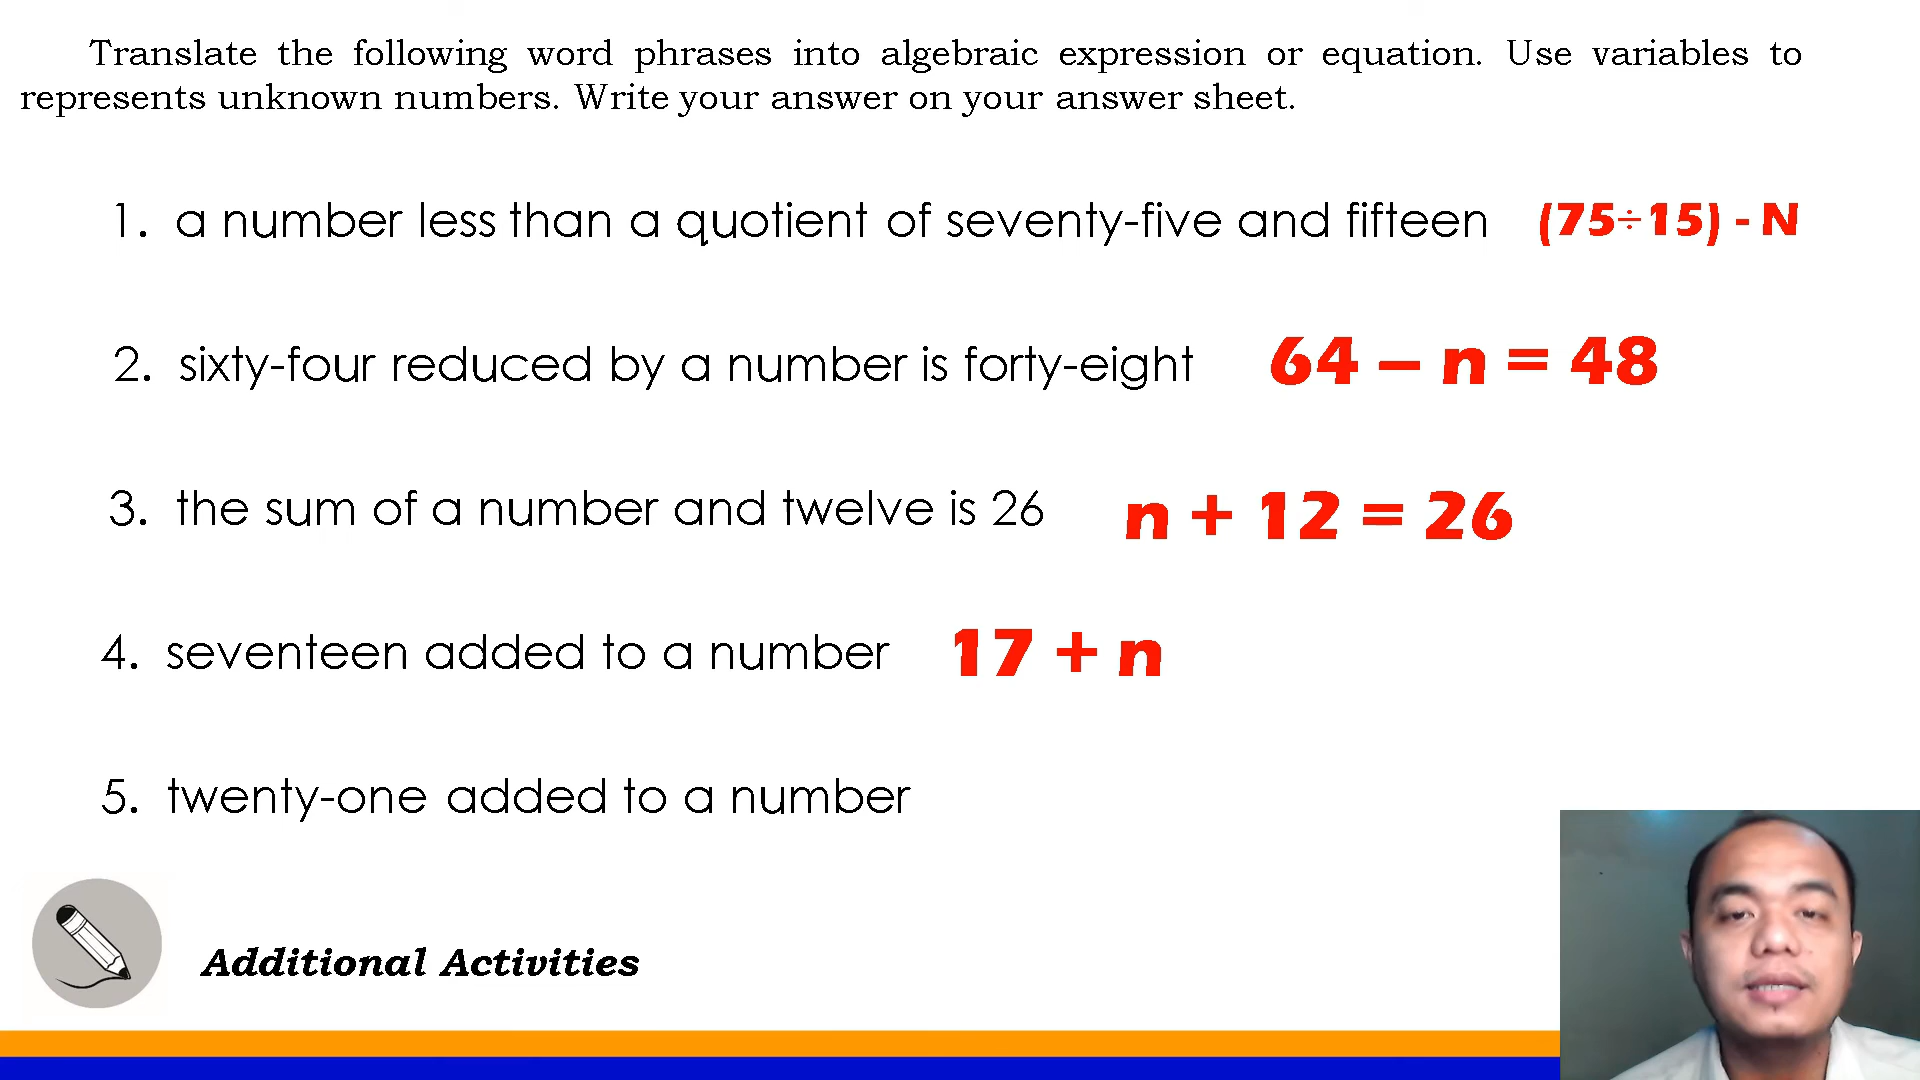 Translate the following word phrases into algebraic expression or equation. Use variables to
represents unknown numbers. Write your answer on your answer sheet.
1. a number less than a quotient of seventy-five and fifteen (75÷15) - N
2. sixty-four reduced by a number is forty-eight 64 – n = 48
3. the sum of a number and twelve is 26 n + 12 = 26
4. seventeen added to a number 17 + n
5. twenty-one added to a number
Additional Activities